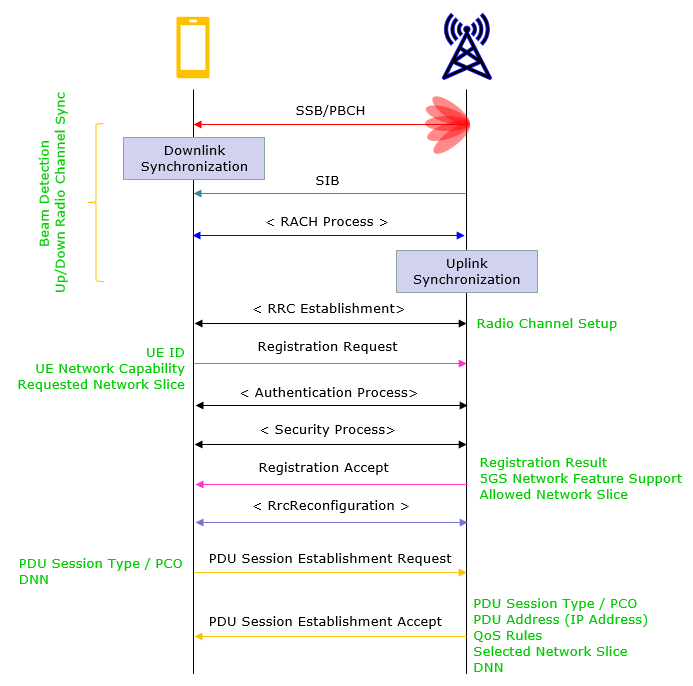 SSB/PBCH
Downlink
Synchronization
Beam Detection
Up/Down Radio Channel Sync
SIB
< RACH Process >
Uplink
Synchronization
< RRC Establishment>
Radio Channel Setup
Registration Request
UE ID
UE Network Capability
Requested Network Slice
< Authentication Process>
< Security Process>
Registration Accept
Registration Result
5GS Network Feature Support
Allowed Network Slice
< RrcReconfiguration >
PDU Session Establishment Request
PDU Session Type / PCO
DNN
PDU Session Establishment Accept
PDU Session Type / PCO
PDU Address (IP Address)
QoS Rules
Selected Network Slice
DNN